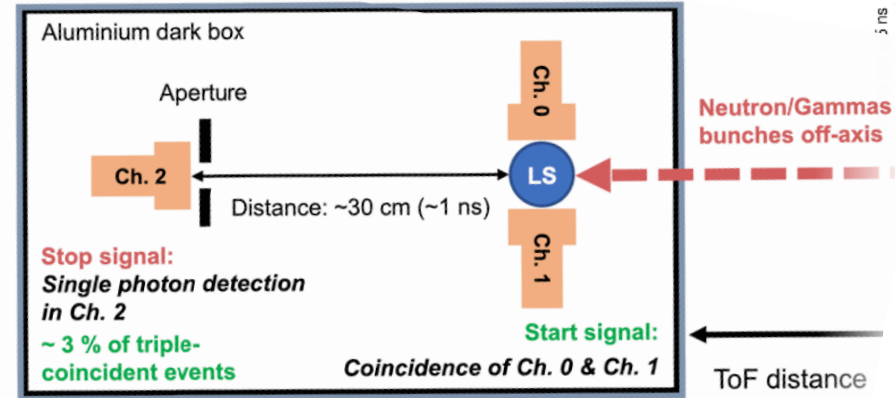 Aluminium dark box
Aperture
Ch. 0
Neutron/Gammas
bunches off-axis
Ch. 2
LS
Distance: ~30 cm (~1 ns)
Ch. 1
Stop signal:
Single photon detection
in Ch. 2
~ 3 % of triple-
coincident events
Start signal:
Coincidence of Ch. 0 & Ch. 1
ToF distance
ns